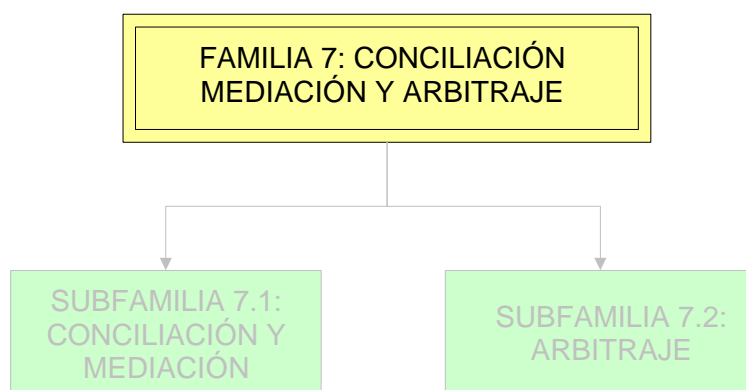 FAMILIA 7: CONCILIACIÓN
MEDIACIÓN Y ARBITRAJE
SUBFAMILIA 7.1:
CONCILIACIÓN Y
MEDIACIÓN
SUBFAMILIA 7.2:
ARBITRAJE